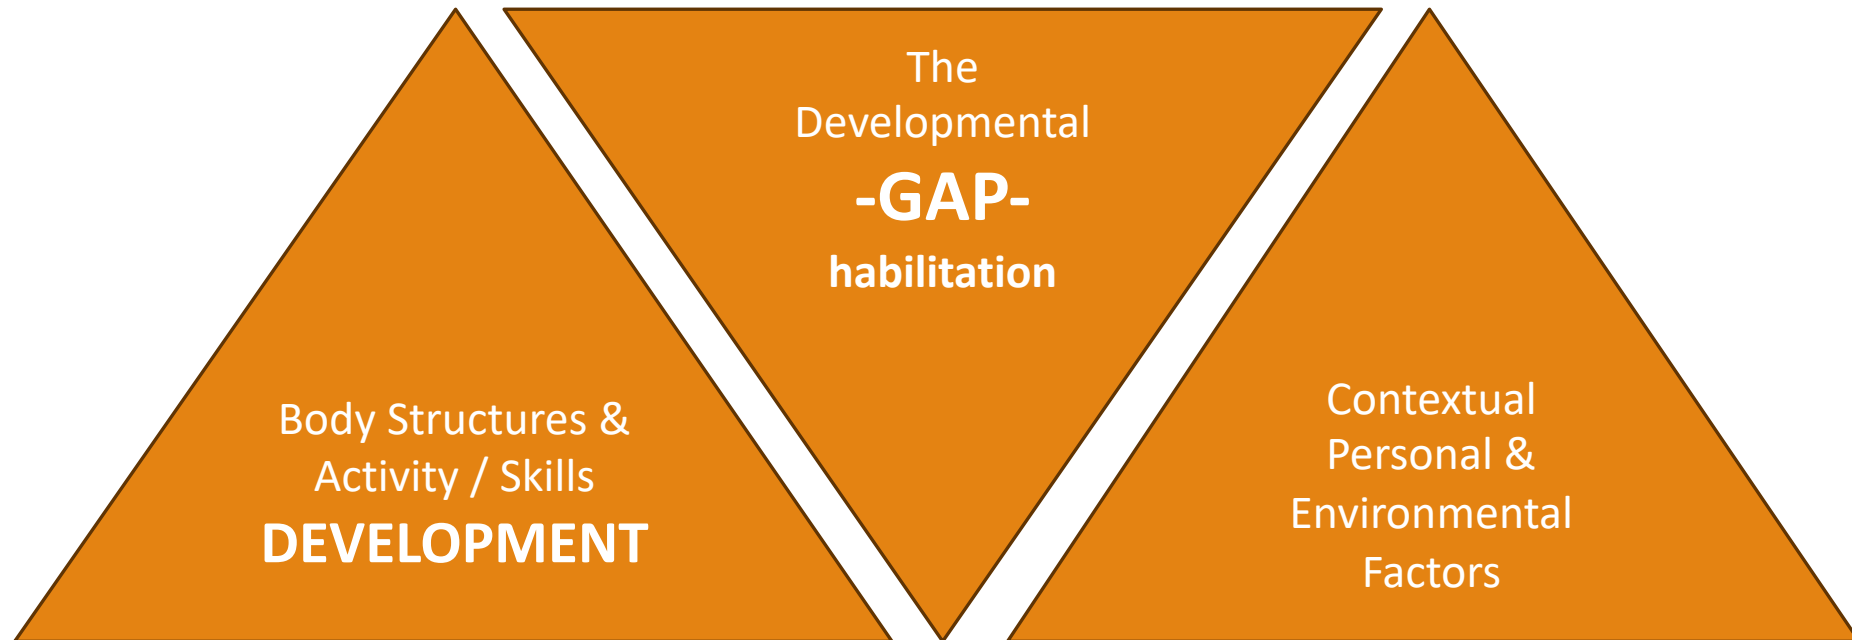 The
Developmental
-GAP-
habilitation
Body Structures &
Activity / Skills
DEVELOPMENT
Contextual
Personal &
Environmental
Factors